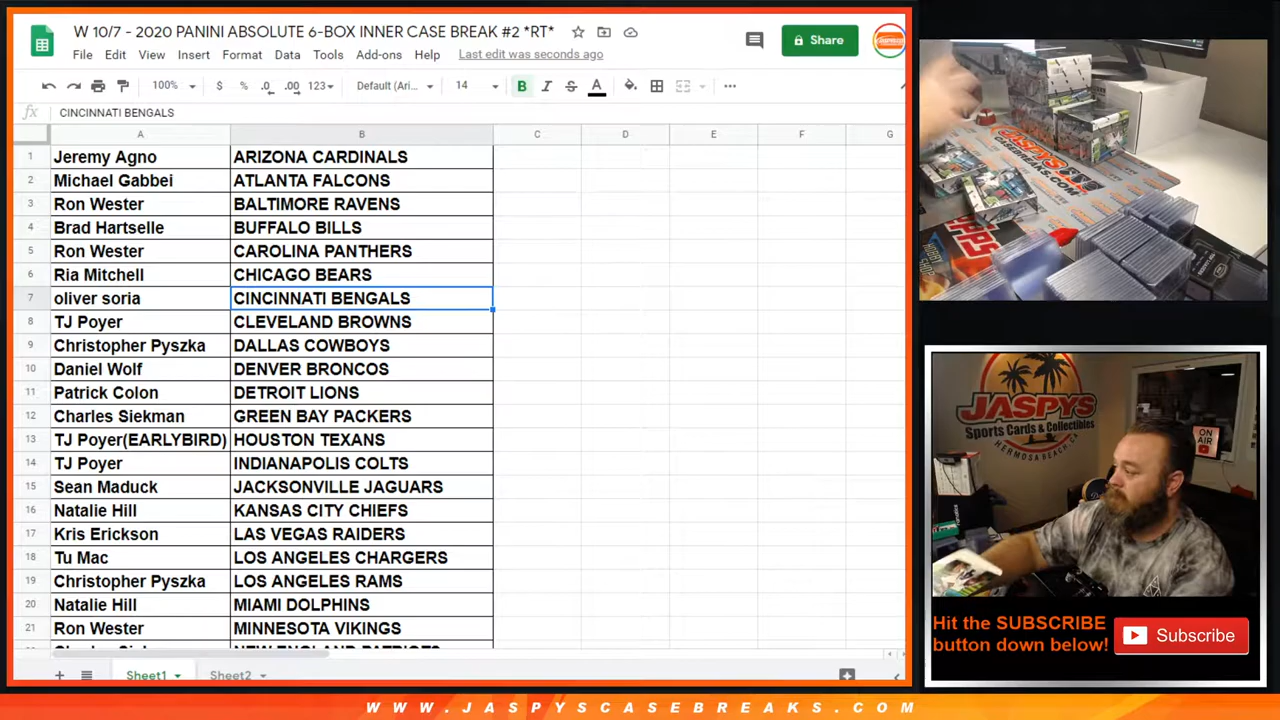 W 10/7 - 2020 PANINI ABSOLUTE 6-BOX INNER CASE BREAK #2 *RT*
File Edit View Insert Format Data Tools Add-ons Help Last edit was seconds ago
Share
100% $ % .0 .00 123 Default (Ari... 14 B I S A
fx CINCINNATI BENGALS
A B C D E F G
1 Jeremy Agno ARIZONA CARDINALS
2 Michael Gabbei ATLANTA FALCONS
3 Ron Wester BALTIMORE RAVENS
4 Brad Hartselle BUFFALO BILLS
5 Ron Wester CAROLINA PANTHERS
6 Ria Mitchell CHICAGO BEARS
7 oliver soria CINCINNATI BENGALS
8 TJ Poyer CLEVELAND BROWNS
9 Christopher Pyszka DALLAS COWBOYS
10 Daniel Wolf DENVER BRONCOS
11 Patrick Colon DETROIT LIONS
12 Charles Siekman GREEN BAY PACKERS
13 TJ Poyer(EARLYBIRD) HOUSTON TEXANS
14 TJ Poyer INDIANAPOLIS COLTS
15 Sean Maduck JACKSONVILLE JAGUARS
16 Natalie Hill KANSAS CITY CHIEFS
17 Kris Erickson LAS VEGAS RAIDERS
18 Tu Mac LOS ANGELES CHARGERS
19 Christopher Pyszka LOS ANGELES RAMS
20 Natalie Hill MIAMI DOLPHINS
21 Ron Wester MINNESOTA VIKINGS
NEW ENGLAND PATRIOTS
Sheet1 Sheet2
JASPYS
CASEBREAKS.COM
JASPYS
Sports Cards & Collectibles
HERMOSA BEACH, CA
ON
AIR
Hit the SUBSCRIBE
button down below!
Subscribe
WWW.JASPYSCASEBREAKS.COM